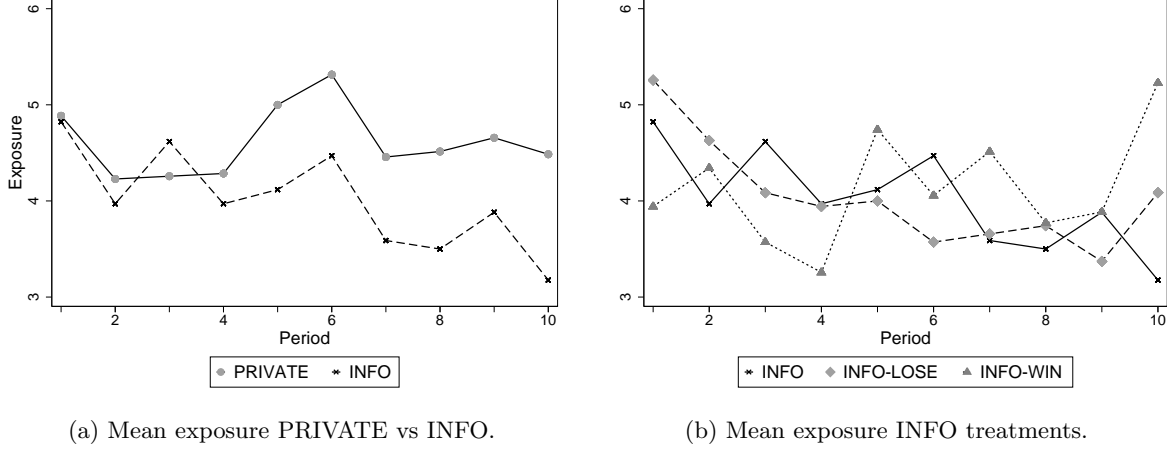 6
5
4
3
Exposure
2 4 6 8 10
Period
PRIVATE INFO
(a) Mean exposure PRIVATE vs INFO.
6
5
4
3
2 4 6 8 10
Period
INFO INFO-LOSE INFO-WIN
(b) Mean exposure INFO treatments.